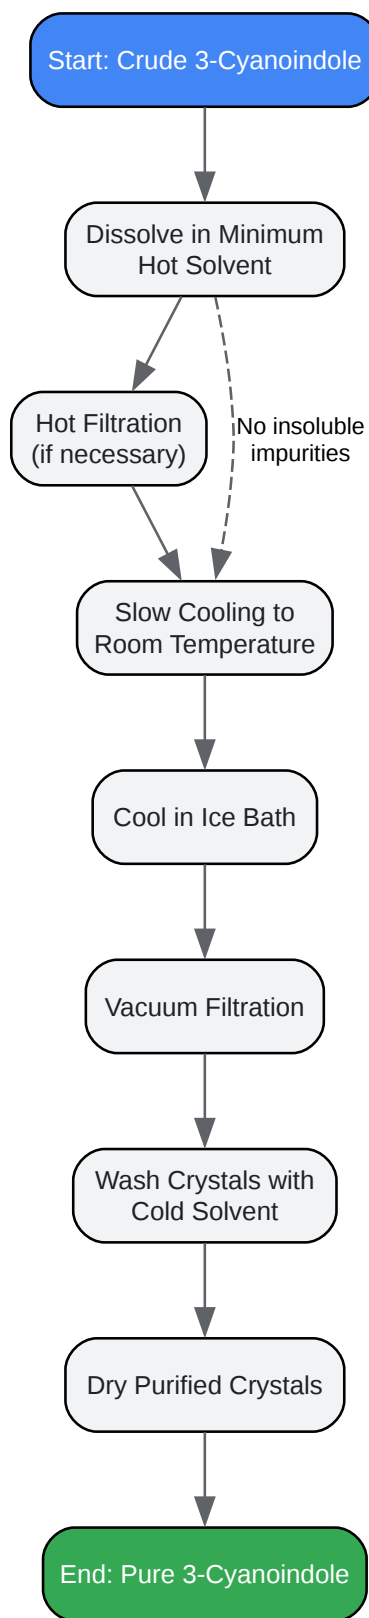 Start: Crude 3-Cyanoindole
Dissolve in Minimum
Hot Solvent
Hot Filtration
(if necessary)
No insoluble
impurities
Slow Cooling to
Room Temperature
Cool in Ice Bath
Vacuum Filtration
Wash Crystals with
Cold Solvent
Dry Purified Crystals
End: Pure 3-Cyanoindole